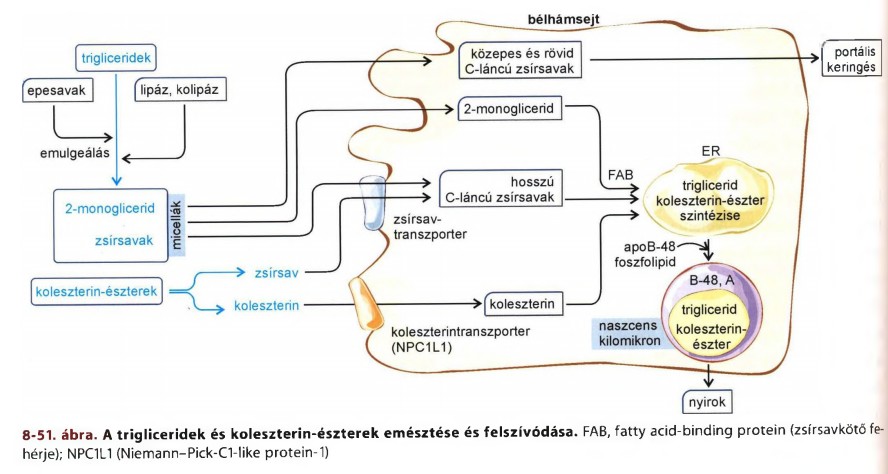 bélhámsejt
trigliceridek
epesavak
lipáz, kolipáz
emulgeálás
2-monoglicerid
zsírsavak
micellák
koleszterin-észterek
zsírsav
koleszterin
közepes és rövid
C-láncú zsírsavak
portális
keringés
2-monoglicerid
hosszú
C-láncú zsírsavak
zsírsav-
transzporter
koleszterin
koleszterintranszporter
(NPC1L1)
FAB
ER
triglicerid
koleszterin-észter
szintézise
apoB-48
foszfolipid
B-48, A
triglicerid
koleszterin-
észter
naszcens
kilomikron
nyirok
8-51. ábra. A trigliceridek és koleszterin-észterek emésztése és felszívódása. FAB, fatty acid-binding protein (zsírsavkötő fe-
hérje); NPC1L1 (Niemann–Pick-C1-like protein-1)